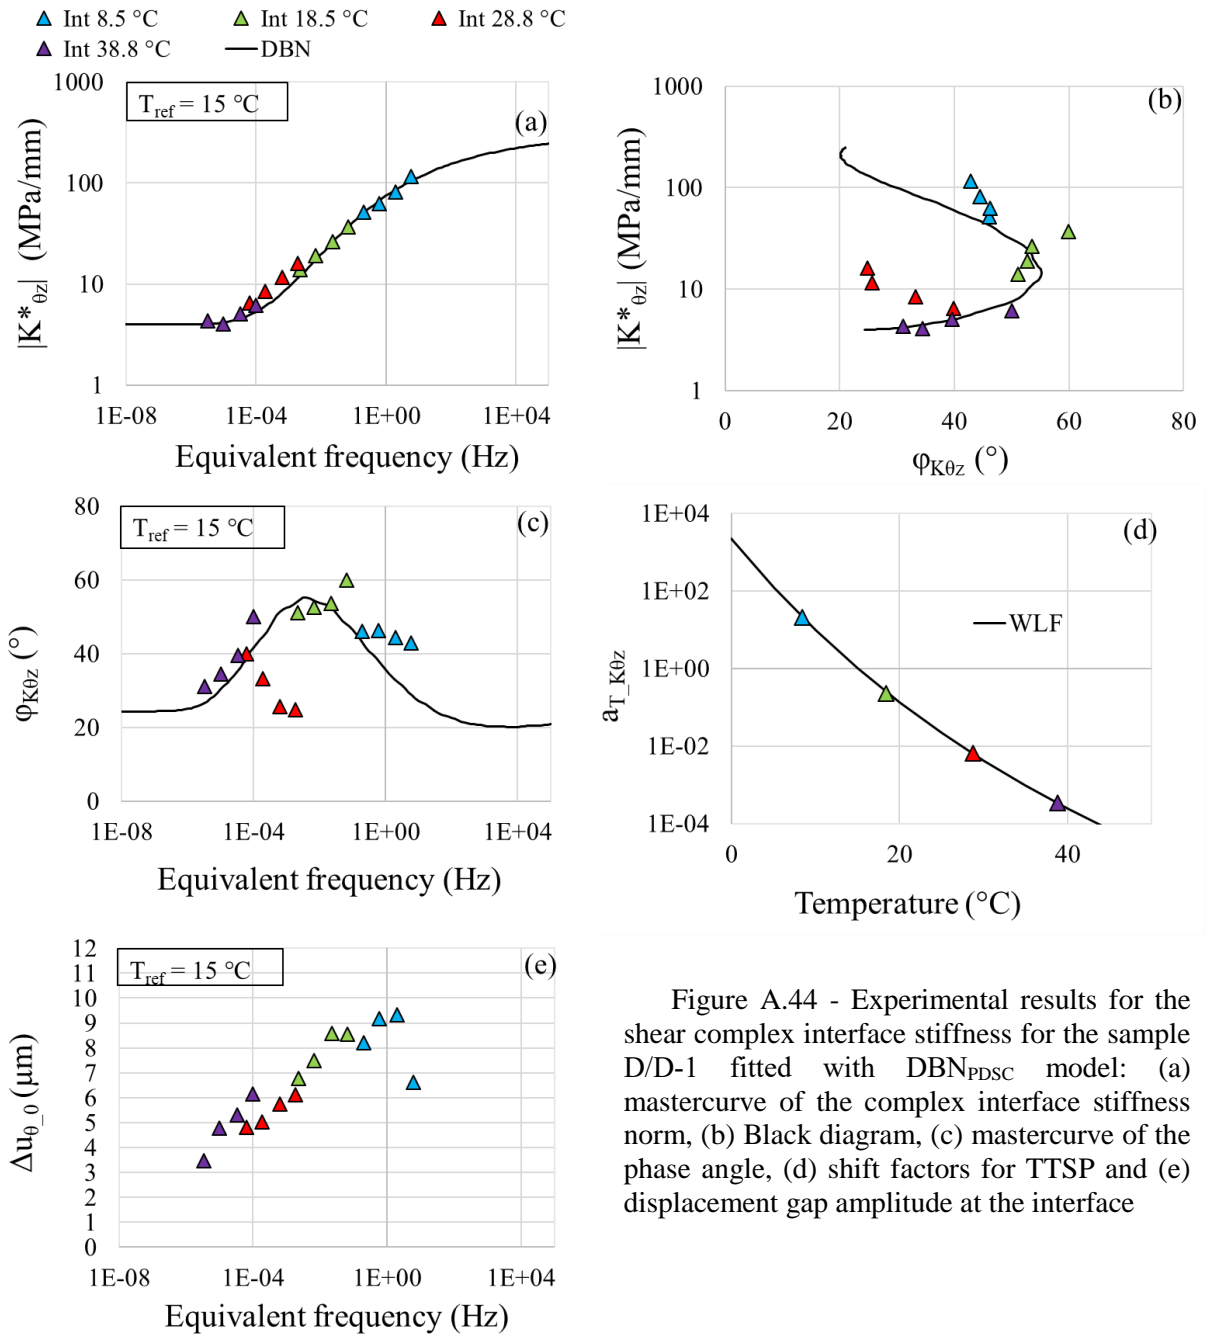 Int 8.5 °C Int 18.5 °C Int 28.8 °C
Int 38.8 °C DBN
1000
100
10
1
|K*θz| (MPa/mm)
Tref = 15 °C
(a)
1E-08 1E-04 1E+00 1E+04
Equivalent frequency (Hz)
1000
100
10
1
|K*θz| (MPa/mm)
(b)
0 20 40 60 80
φKθz (°)
80
60
40
20
0
φKθz (°)
Tref = 15 °C
(c)
1E-08 1E-04 1E+00 1E+04
Equivalent frequency (Hz)
1E+04
1E+02
1E+00
1E-02
1E-04
aT_Kθz
(d)
WLF
0 20 40
Temperature (°C)
12
11
10
9
8
7
6
5
4
3
2
1
0
Δuθ_0 (μm)
Tref = 15 °C
(e)
1E-08 1E-04 1E+00 1E+04
Equivalent frequency (Hz)
Figure A.44 - Experimental results for the
shear complex interface stiffness for the sample
D/D-1 fitted with DBNPDSC model: (a)
mastercurve of the complex interface stiffness
norm, (b) Black diagram, (c) mastercurve of the
phase angle, (d) shift factors for TTSP and (e)
displacement gap amplitude at the interface